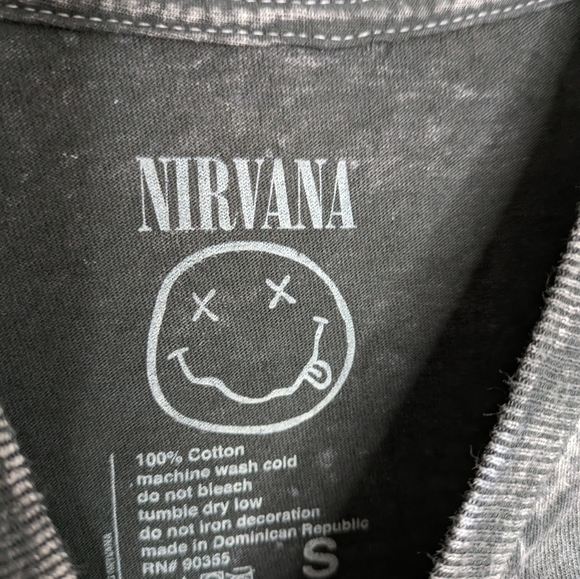 NIRVANA
100% Cotton
machine wash cold
do not bleach
tumble dry low
do not iron decoration
made in Dominican Republic
RN# 90355
S